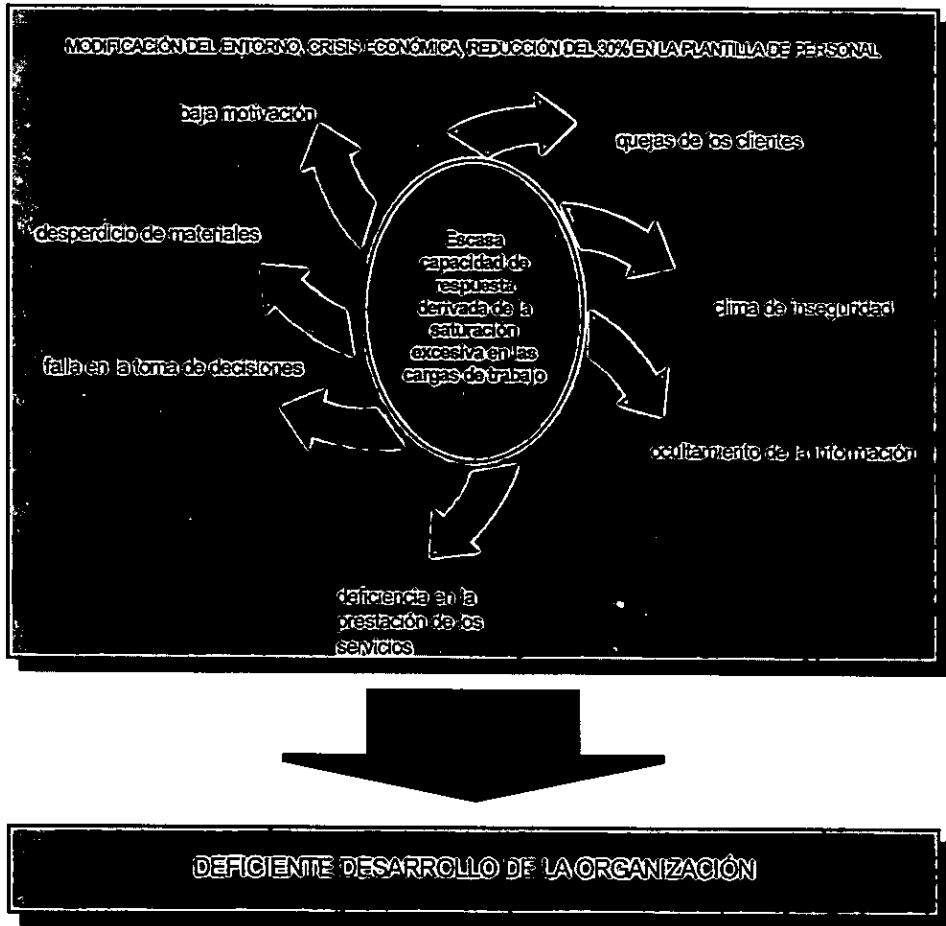 MODIFICACIÓN DEL ENTORNO, CRISIS ECONÓMICA, REDUCCIÓN DEL 30% EN LA PLANTILLA DE PERSONAL
baja motivación
quejas de los clientes
desperdicio de materiales
Escasa
capacidad de
respuesta
derivada de la
saturación
excesiva en las
cargas de trabajo
clima de inseguridad
falla en la toma de decisiones
ocultamiento de la información
deficiencia en la
prestación de los
servicios
DEFICIENTE DESARROLLO DE LA ORGANIZACIÓN